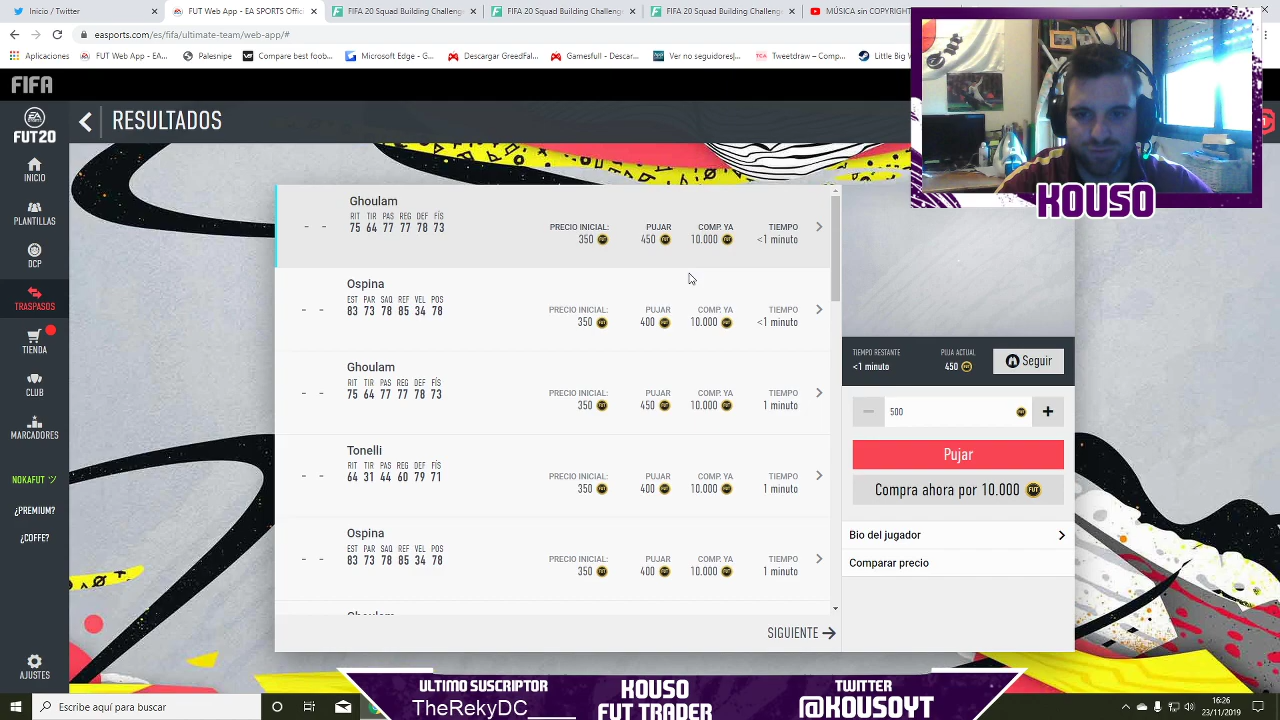 Inicio / Twitter
EA SPORTS - FUT Web App
FIFA 20 Squad Building Challeng
FIFA 20 Squad Building Challeng
FIFA 20 Squad Building Challeng
MÚSICA sin COPYRIGHT
easports.com/es/fifa/ultimate-team/web-app/#
Aplicaciones
FUT Web App - EA...
Palesnipe
Compare best foob...
Microsoft Edge - G...
Descargar GreedFal...
Gamesfull - Descar...
Ver no seguidores]...
Tweetdraw – Comp...
Little Big W
FIFA
FUT20
RESULTADOS
INICIO
PLANTILLAS
DCP
TRASPASOS
TIENDA
CLUB
MARCADORES
NOKAFUT ツ
¿PREMIUM?
¿COFFE?
AJUSTES
Ghoulam
RIT TIR PAS REG DEF FÍS
- - 75 64 77 77 78 73
PRECIO INICIAL: PUJAR COMP. YA TIEMPO
350 450 10.000 <1 minuto
Ospina
EST PAR SAQ REF VEL POS
- - 83 73 78 85 34 78
PRECIO INICIAL: PUJAR COMP. YA TIEMPO
350 400 10.000 <1 minuto
Ghoulam
RIT TIR PAS REG DEF FÍS
- - 75 64 77 77 78 73
PRECIO INICIAL: PUJAR COMP. YA TIEMPO
350 450 10.000 1 minuto
Tonelli
RIT TIR PAS REG DEF FÍS
- - 64 31 44 60 79 71
PRECIO INICIAL: PUJAR COMP. YA TIEMPO
350 400 10.000 1 minuto
Ospina
EST PAR SAQ REF VEL POS
- - 83 73 78 85 34 78
PRECIO INICIAL: PUJAR COMP. YA TIEMPO
350 400 10.000 1 minuto
Ghoulam
SIGUIENTE
KOUSO
TIEMPO RESTANTE PUJA ACTUAL
<1 minuto 450
Seguir
500
Pujar
Compra ahora por 10.000
Bio del jugador
Comparar precio
ULTIMO SUSCRIPTOR
TheRekyDC____
KOUSO
FUT TRADER
TWITTER
@KOUSOYT
Escribe aquí para buscar
16:26
23/11/2019